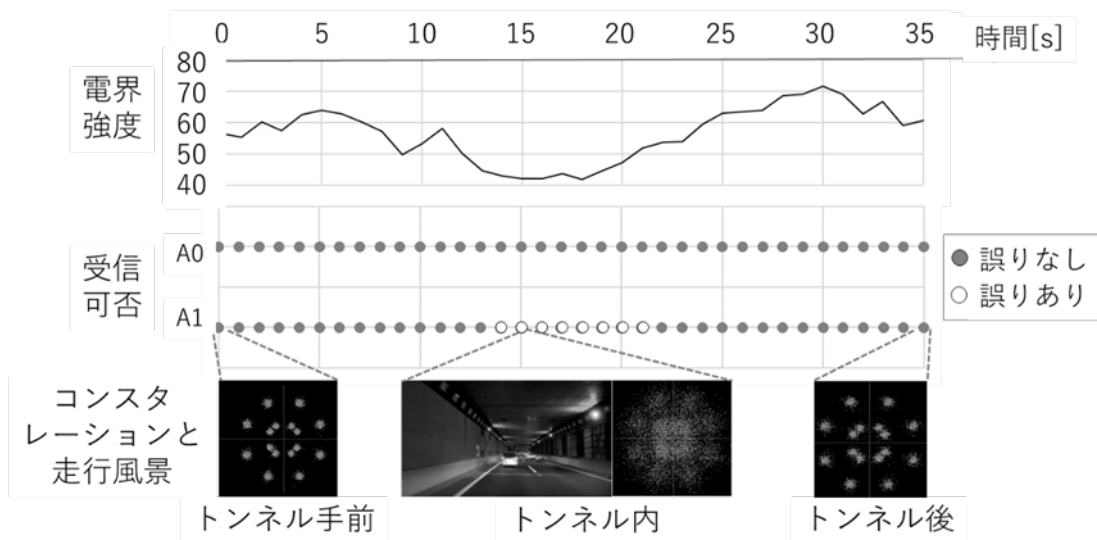 0 5 10 15 20 25 30 35 時間[s]
80
70
60
50
40
電界
強度
受信
可否
A0
A1
誤りなし
誤りあり
コンスタ
レーションと
走行風景
トンネル手前
トンネル内
トンネル後